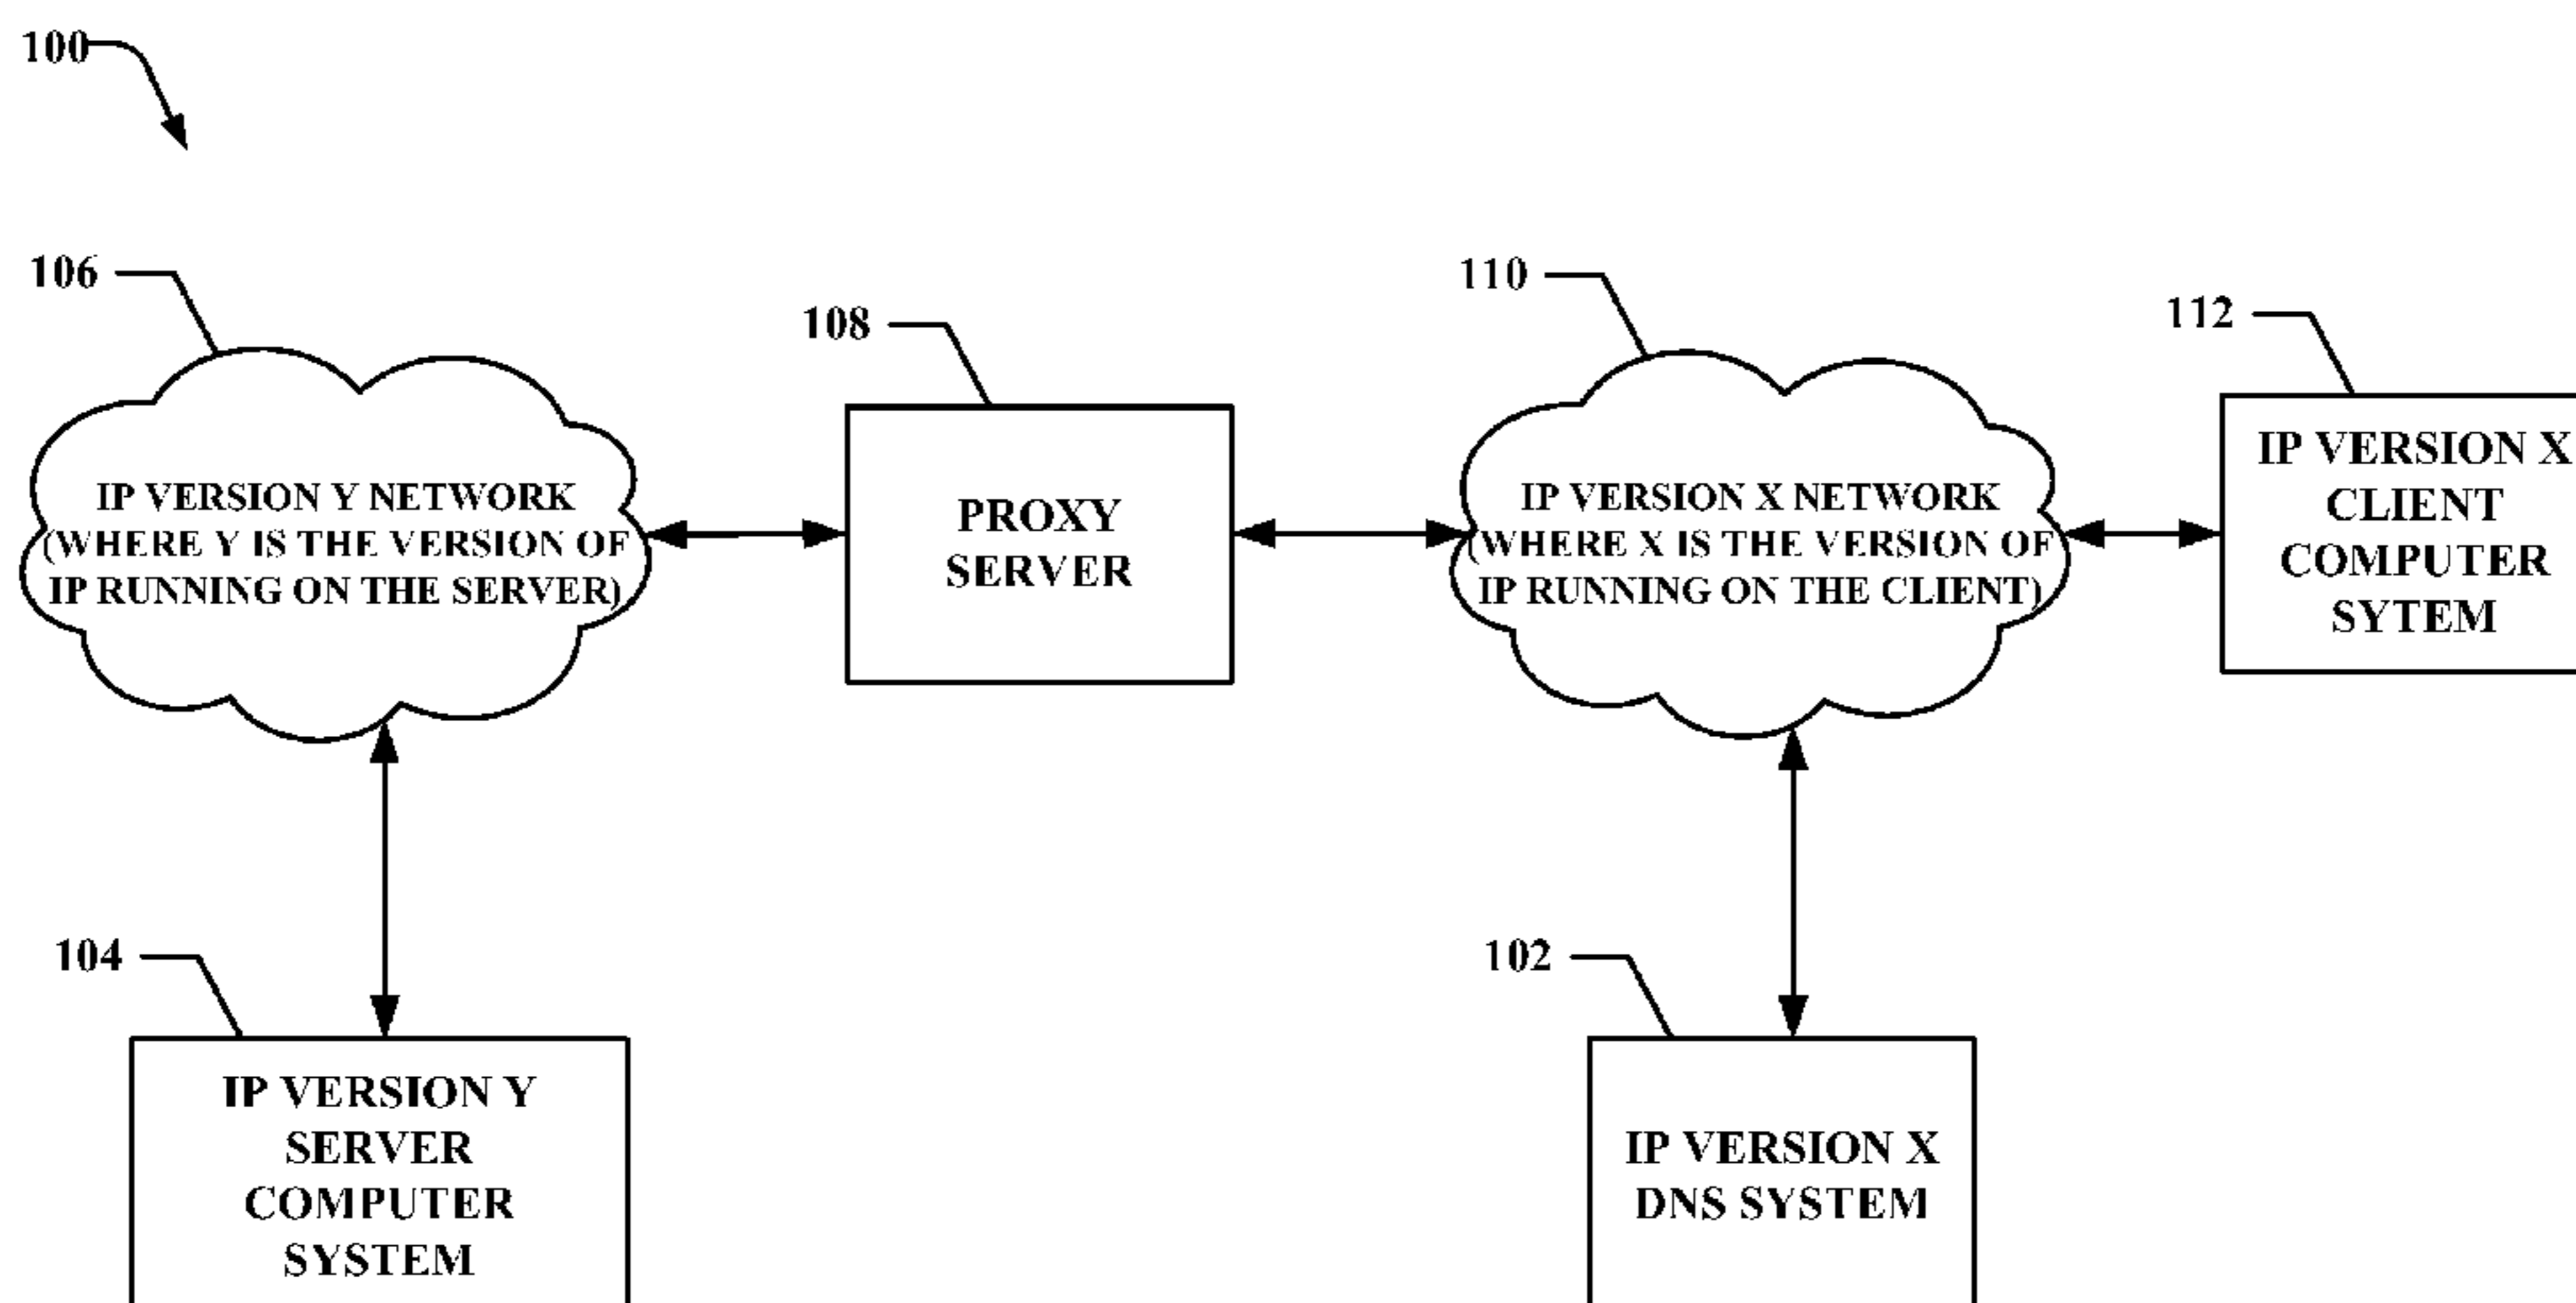 100
106
IP VERSION Y NETWORK
(WHERE Y IS THE VERSION OF
IP RUNNING ON THE SERVER)
108
PROXY
SERVER
110
IP VERSION X NETWORK
(WHERE X IS THE VERSION OF
IP RUNNING ON THE CLIENT)
112
IP VERSION X
CLIENT
COMPUTER
SYTEM
104
IP VERSION Y
SERVER
COMPUTER
SYSTEM
102
IP VERSION X
DNS SYSTEM